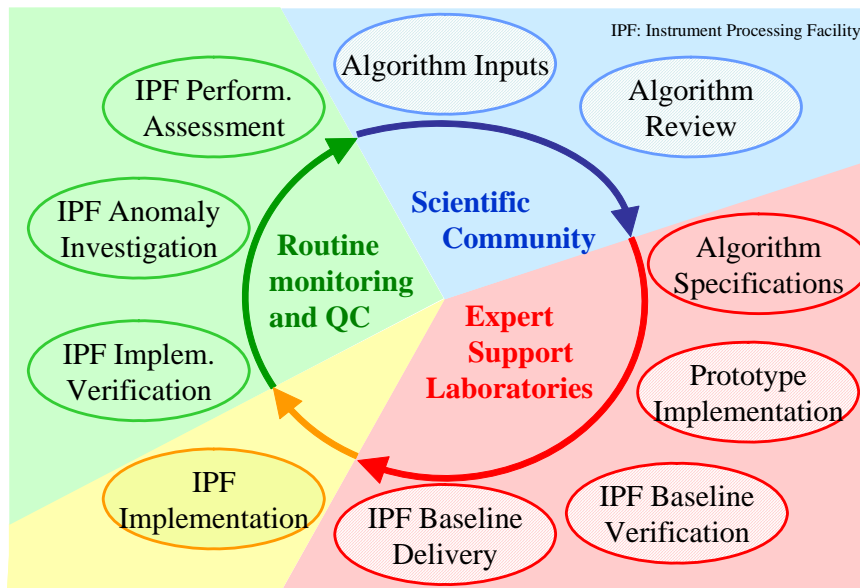 IPF: Instrument Processing Facility
Algorithm Inputs
Algorithm
Review
Scientific
Community
Algorithm
Specifications
Expert
Support
Laboratories
Prototype
Implementation
IPF Baseline
Verification
IPF Baseline
Delivery
IPF
Implementation
IPF Implem.
Verification
IPF Anomaly
Investigation
IPF Perform.
Assessment
Routine
monitoring
and QC